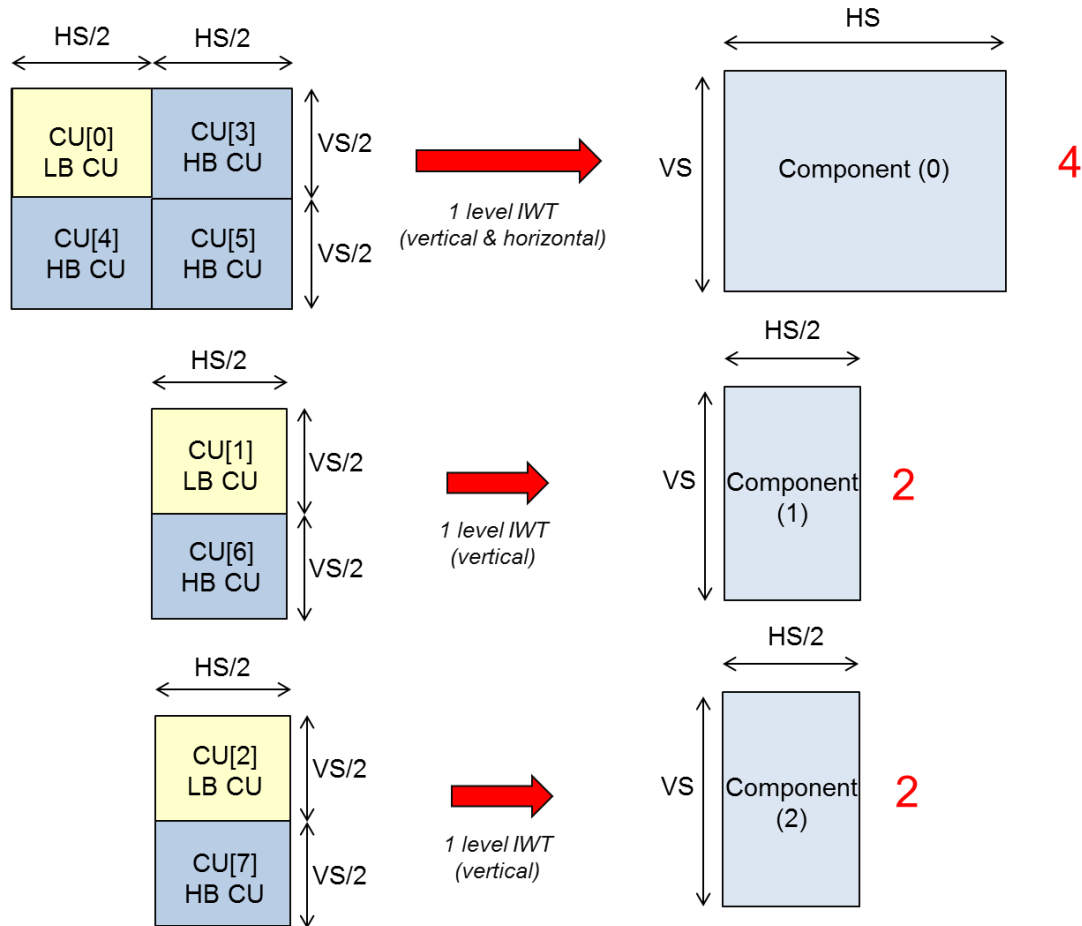 HS/2
HS/2
HS
CU[0]
LB CU
CU[3]
HB CU
VS/2
CU[4]
HB CU
CU[5]
HB CU
VS/2
1 level IWT
(vertical & horizontal)
VS
Component (0)
4
HS/2
HS/2
CU[1]
LB CU
VS/2
CU[6]
HB CU
VS/2
1 level IWT
(vertical)
VS
Component
(1)
2
HS/2
HS/2
CU[2]
LB CU
VS/2
CU[7]
HB CU
VS/2
1 level IWT
(vertical)
VS
Component
(2)
2